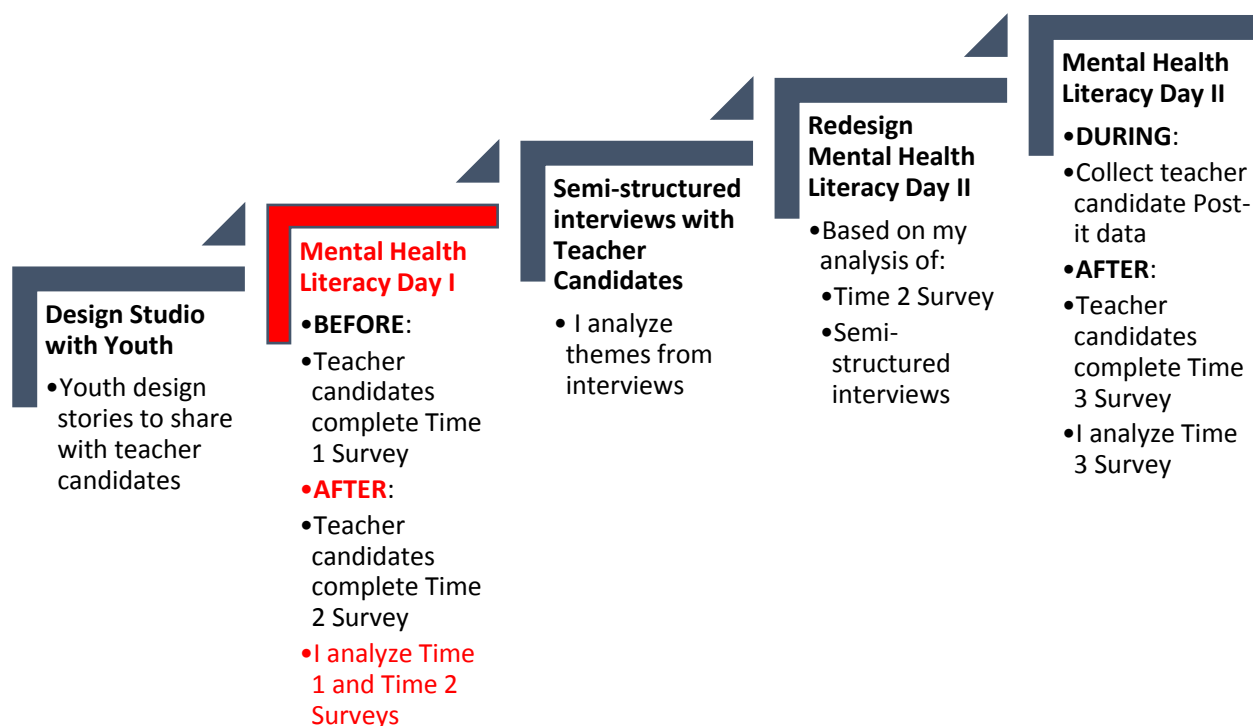 Design Studio
with Youth
•Youth design
stories to share
with teacher
candidates
Mental Health
Literacy Day I
•BEFORE:
•Teacher
candidates
complete Time
1 Survey
•AFTER:
•Teacher
candidates
complete Time
2 Survey
•I analyze Time
1 and Time 2
Surveys
Semi-structured
interviews with
Teacher
Candidates
• I analyze
themes from
interviews
Redesign
Mental Health
Literacy Day II
•Based on my
analysis of:
•Time 2 Survey
•Semi-
structured
interviews
Mental Health
Literacy Day II
•DURING:
•Collect teacher
candidate Post-
it data
•AFTER:
•Teacher
candidates
complete Time
3 Survey
•I analyze Time
3 Survey